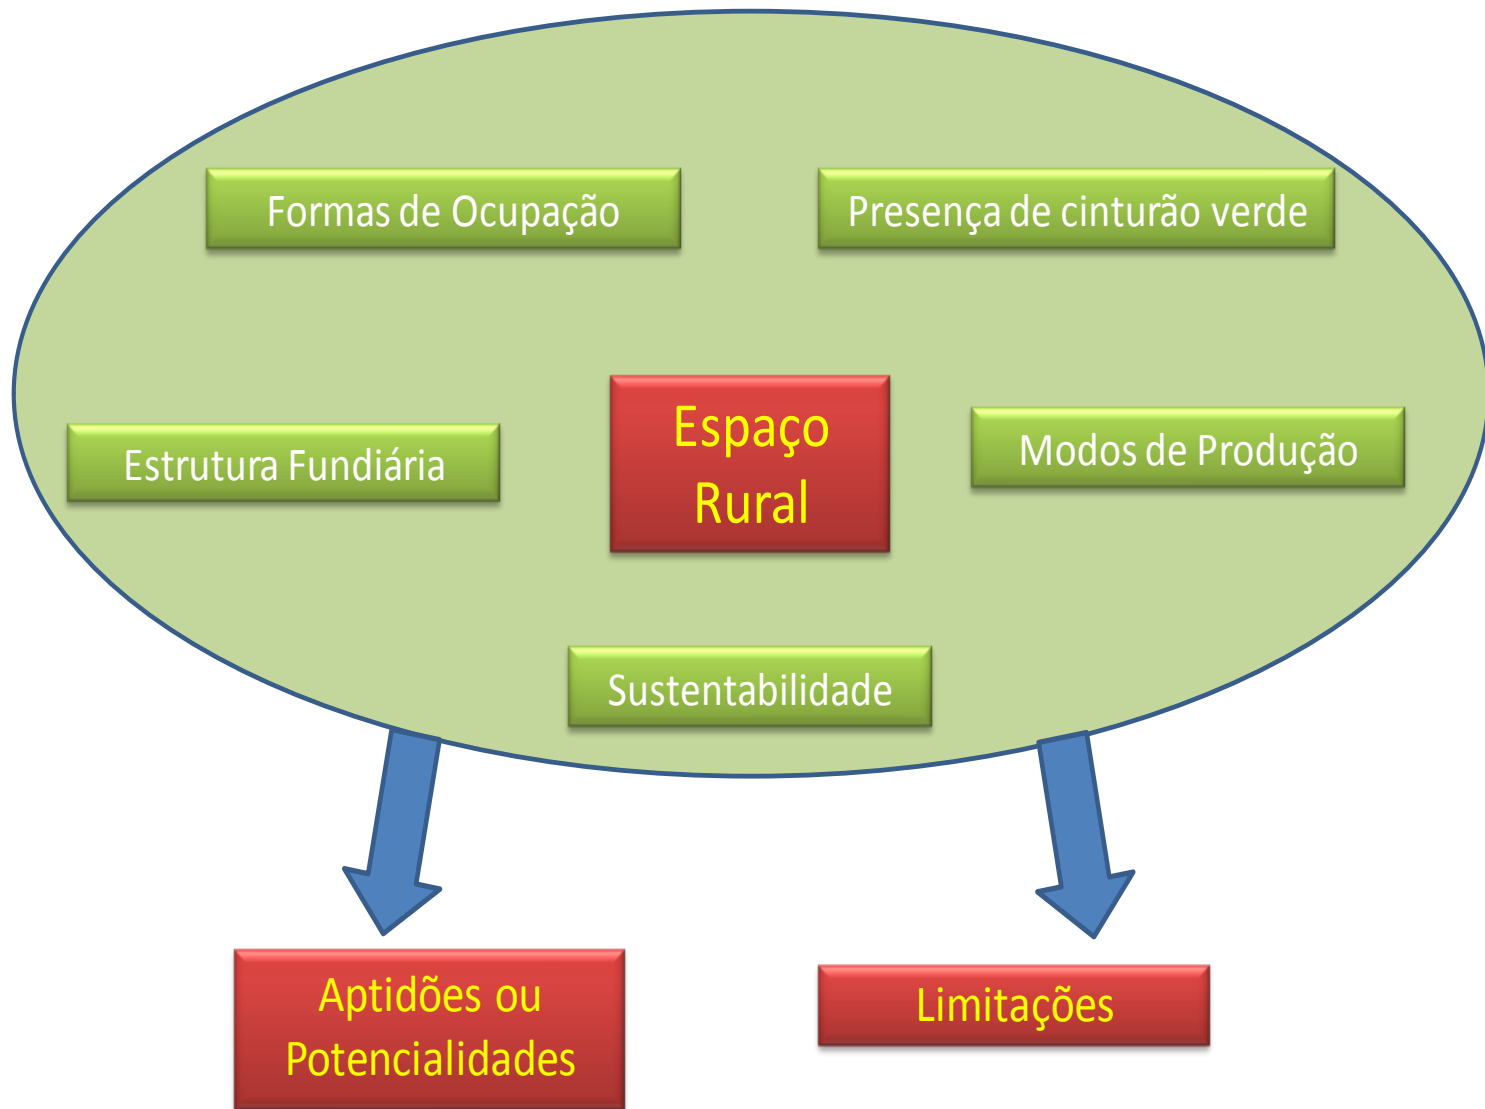 Formas de Ocupação
Presença de cinturão verde
Espaço
Rural
Estrutura Fundiária
Modos de Produção
Sustentabilidade
Aptidões ou
Potencialidades
Limitações